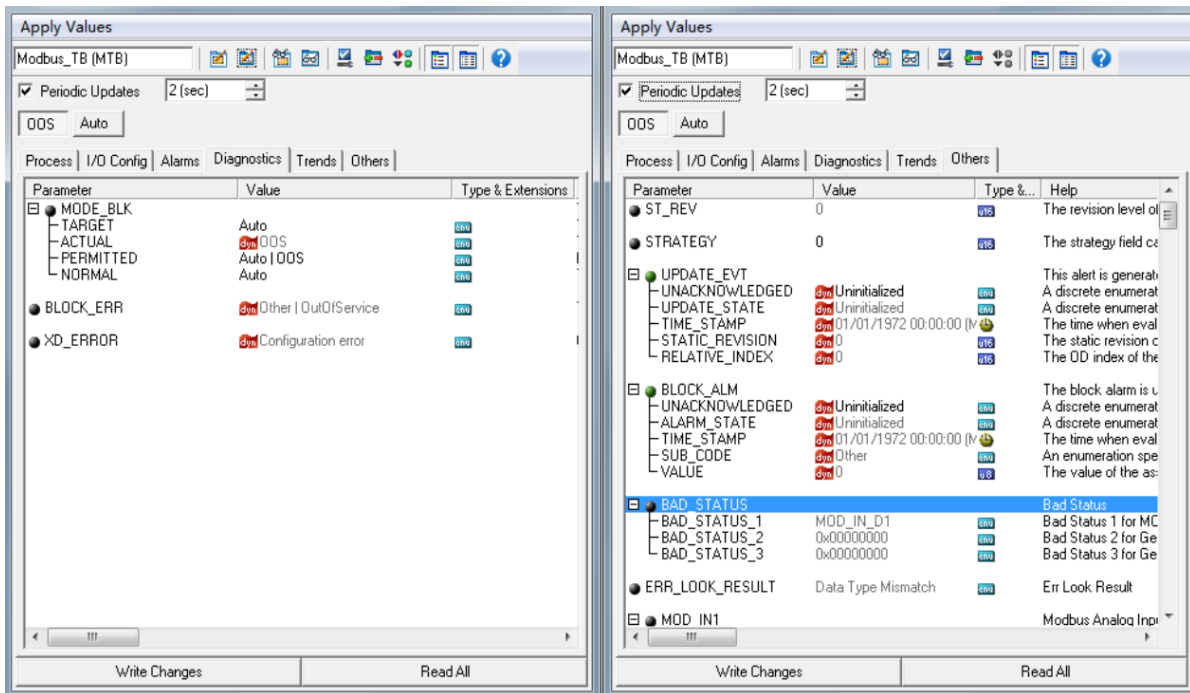 Apply Values
Modbus_TB (MTB)
Periodic Updates 2 (sec)
OOS Auto
Process I/O Config Alarms Diagnostics Trends Others
Parameter Value Type & Extensions
MODE_BLK
TARGET Auto enu
ACTUAL dyn OOS enu
PERMITTED Auto | OOS enu
NORMAL Auto enu
BLOCK_ERR dyn Other | OutOfService enu
XD_ERROR dyn Configuration error enu
Write Changes Read All
Apply Values
Modbus_TB (MTB)
Periodic Updates 2 (sec)
OOS Auto
Process I/O Config Alarms Diagnostics Trends Others
Parameter Value Type &... Help
ST_REV 0 u16 The revision level of
STRATEGY 0 u16 The strategy field ca
UPDATE_EVT This alert is generate
UNACKNOWLEDGED dyn Uninitialized enu A discrete enumerat
UPDATE_STATE dyn Uninitialized enu A discrete enumerat
TIME_STAMP dyn 01/01/1972 00:00:00 (M The time when eval
STATIC_REVISION dyn 0 u16 The static revision c
RELATIVE_INDEX dyn 0 u16 The OD index of the
BLOCK_ALM The block alarm is u
UNACKNOWLEDGED dyn Uninitialized enu A discrete enumerat
ALARM_STATE dyn Uninitialized enu A discrete enumerat
TIME_STAMP dyn 01/01/1972 00:00:00 (M The time when eval
SUB_CODE dyn Other enu An enumeration spe
VALUE dyn 0 u8 The value of the as:
BAD_STATUS Bad Status
BAD_STATUS_1 MOD_IN_D1 enu Bad Status 1 for MO
BAD_STATUS_2 0x00000000 enu Bad Status 2 for Ge
BAD_STATUS_3 0x00000000 enu Bad Status 3 for Ge
ERR_LOOK_RESULT Data Type Mismatch enu Err Look Result
MOD_IN1 Modbus Analog Inpu
Write Changes Read All